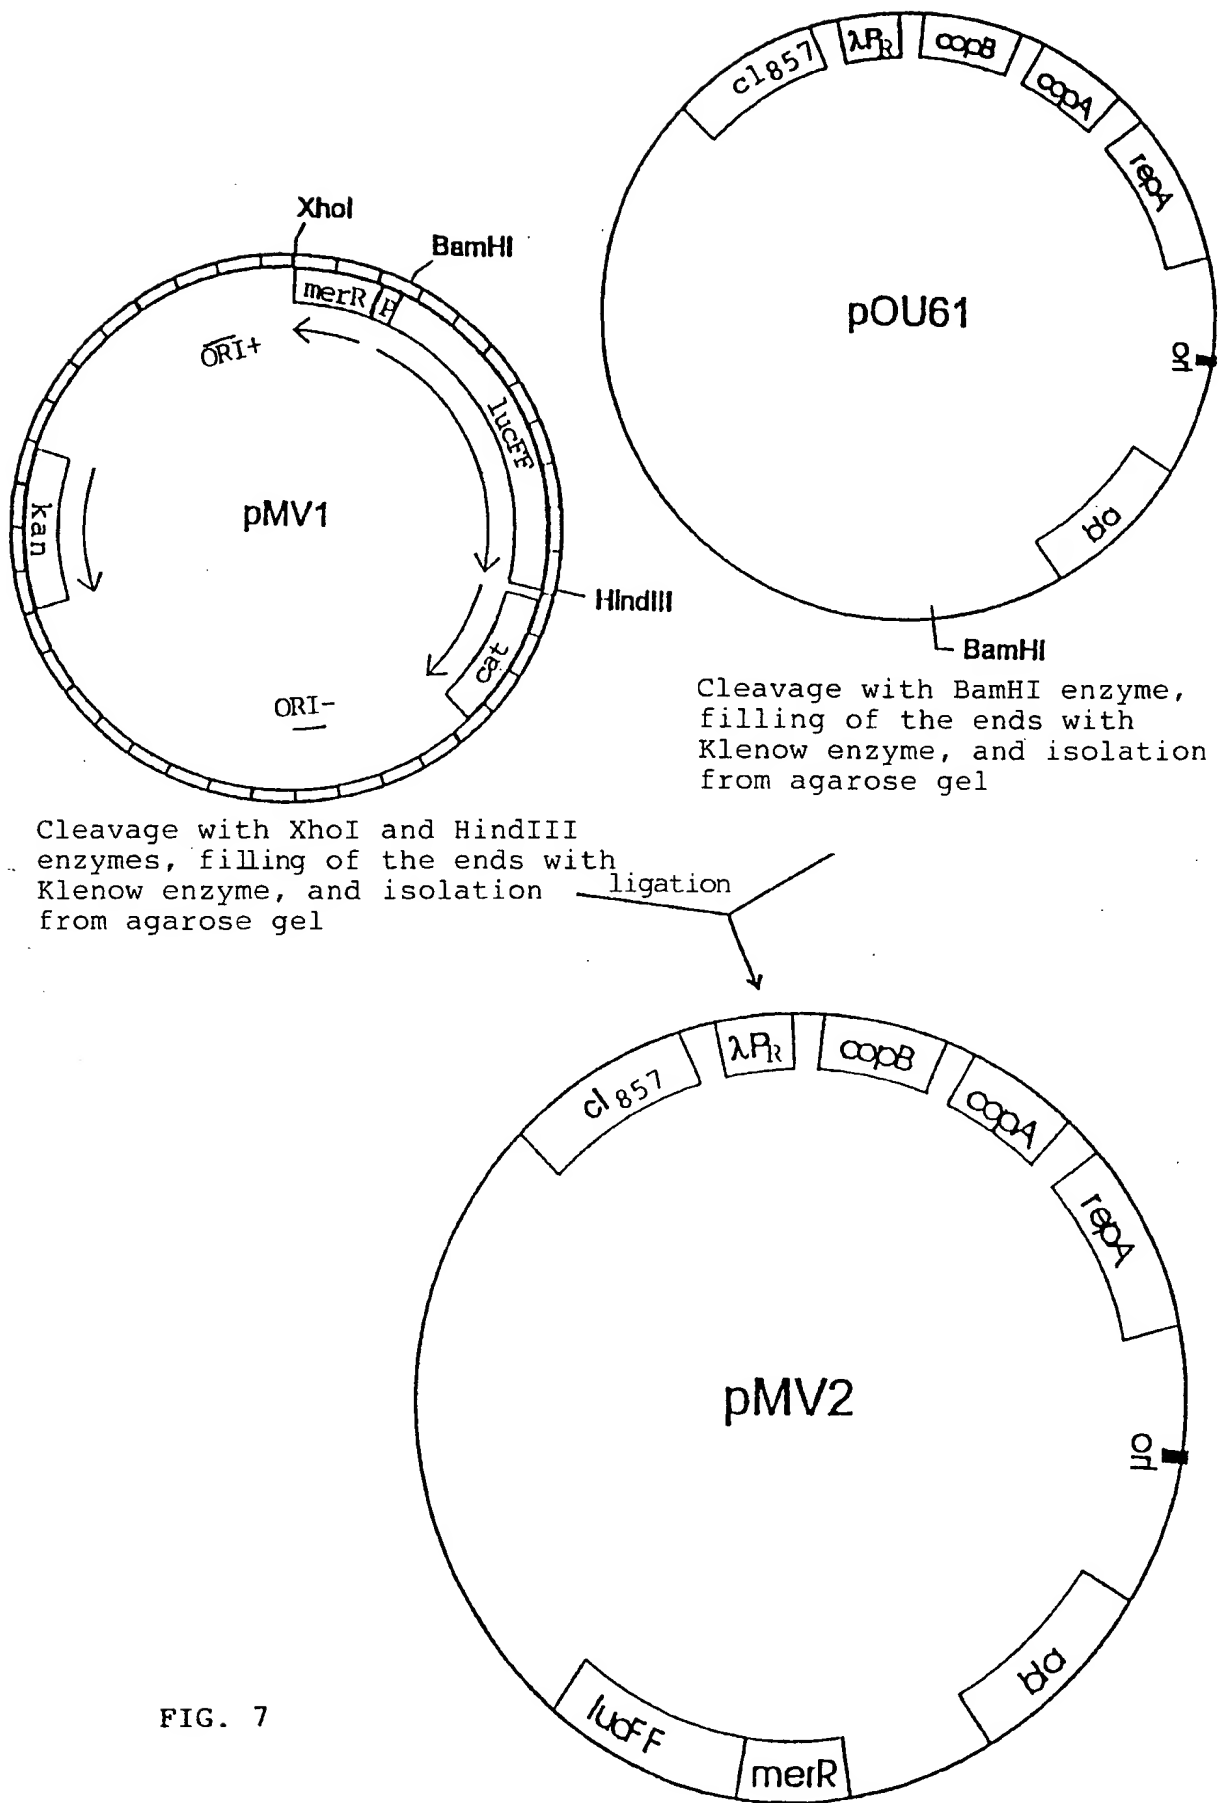 cl857
λPR
copB
copA
repA
pOU61
ori
bla
BamHI
Cleavage with BamHI enzyme,
filling of the ends with
Klenow enzyme, and isolation
from agarose gel
XhoI
BamHI
merR
P
ORI+
lucFF
kan
pMV1
HindIII
cat
ORI-
Cleavage with XhoI and HindIII
enzymes, filling of the ends with
Klenow enzyme, and isolation
from agarose gel
ligation
cl857
λPR
copB
copA
repA
pMV2
ori
bla
lucFF
merR
FIG. 7